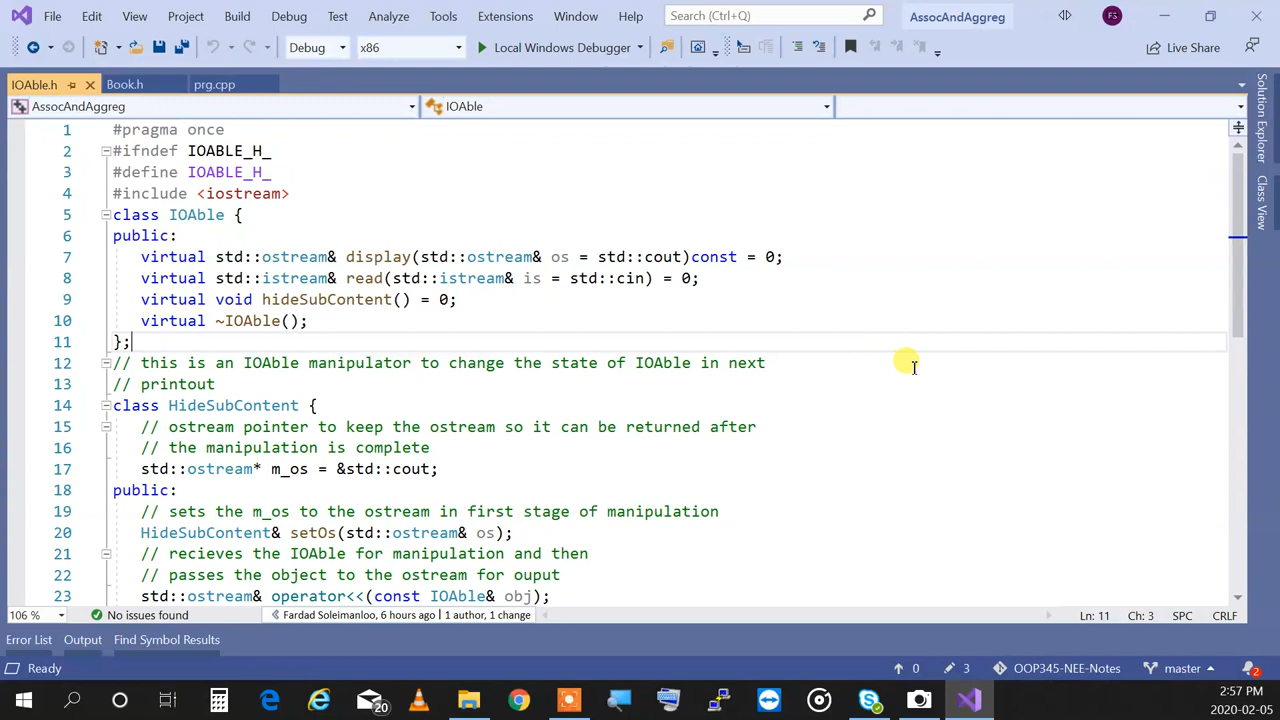 File Edit View Project Build Debug Test Analyze Tools Extensions Window Help Search (Ctrl+Q) AssocAndAggreg FS
Debug x86 Local Windows Debugger Live Share
IOAble.h Book.h prg.cpp
AssocAndAggreg IOAble
1 #pragma once
2 #ifndef IOABLE_H_
3 #define IOABLE_H_
4 #include <iostream>
5 class IOAble {
6 public:
7 virtual std::ostream& display(std::ostream& os = std::cout)const = 0;
8 virtual std::istream& read(std::istream& is = std::cin) = 0;
9 virtual void hideSubContent() = 0;
10 virtual ~IOAble();
11 };
12 // this is an IOAble manipulator to change the state of IOAble in next
13 // printout
14 class HideSubContent {
15 // ostream pointer to keep the ostream so it can be returned after
16 // the manipulation is complete
17 std::ostream* m_os = &std::cout;
18 public:
19 // sets the m_os to the ostream in first stage of manipulation
20 HideSubContent& setOs(std::ostream& os);
21 // recieves the IOAble for manipulation and then
22 // passes the object to the ostream for ouput
23 std::ostream& operator<<(const IOAble& obj);
Solution Explorer
Class View
106 % No issues found Fardad Soleimanloo, 6 hours ago | 1 author, 1 change Ln: 11 Ch: 3 SPC CRLF
Error List Output Find Symbol Results
Ready 0 3 OOP345-NEE-Notes master 2
20 2:57 PM
2020-02-05